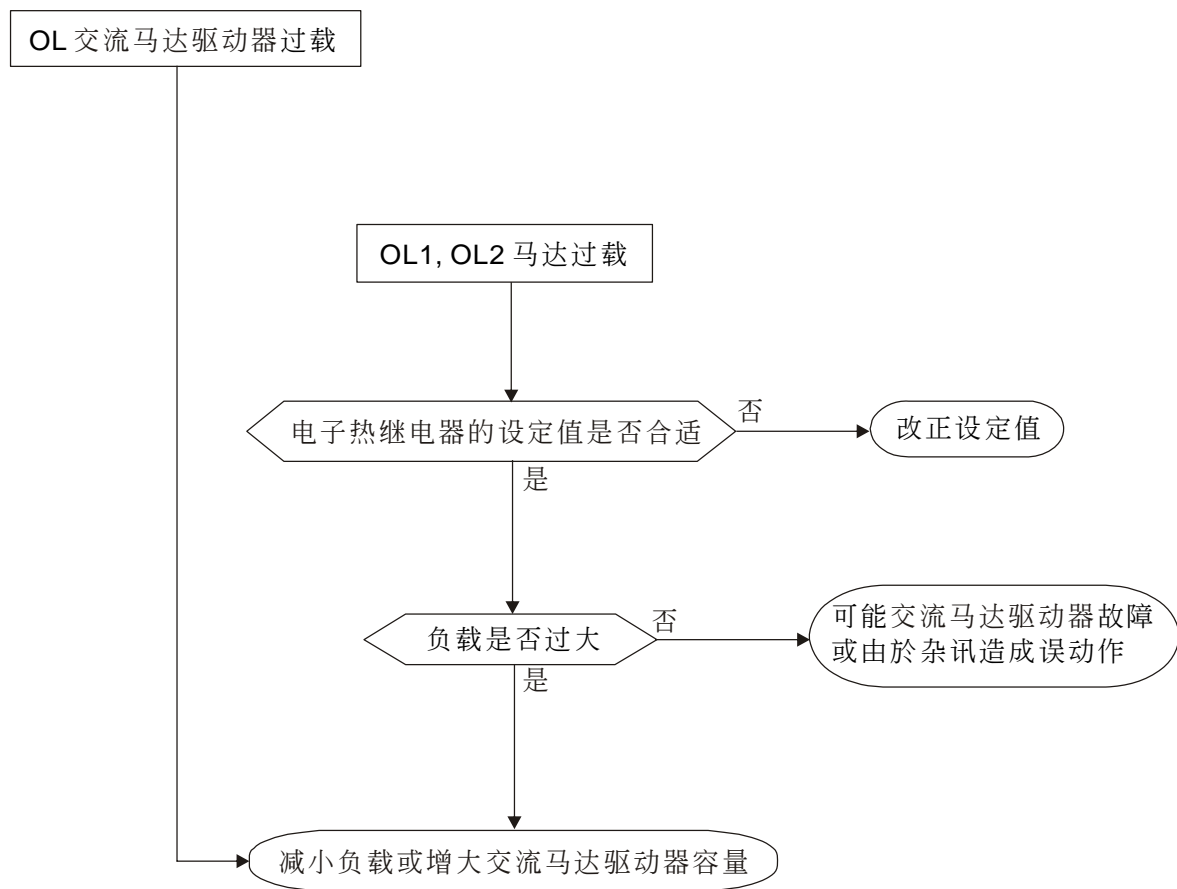 OL 交流马达驱动器过载
OL1, OL2 马达过载
电子热继电器的设定值是否合适
否
改正设定值
是
负载是否过大
否
可能交流马达驱动器故障
或由於杂讯造成误动作
是
减小负载或增大交流马达驱动器容量